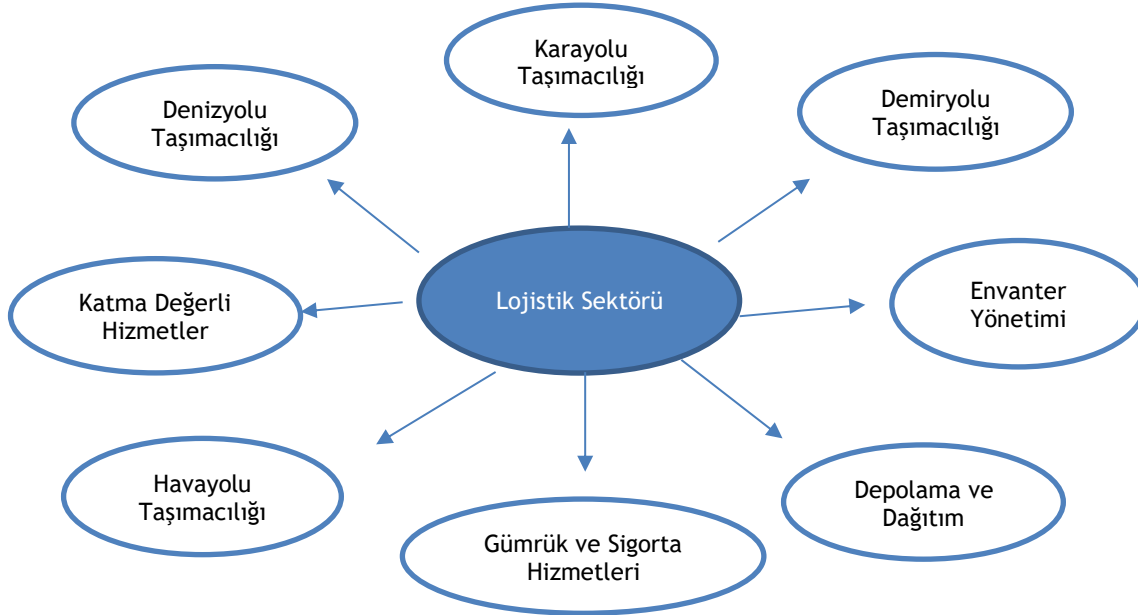 Karayolu
Taşımacılığı
Denizyolu
Taşımacılığı
Demiryolu
Taşımacılığı
Katma Değerli
Hizmetler
Lojistik Sektörü
Envanter
Yönetimi
Havayolu
Taşımacılığı
Depolama ve
Dağıtım
Gümrük ve Sigorta
Hizmetleri